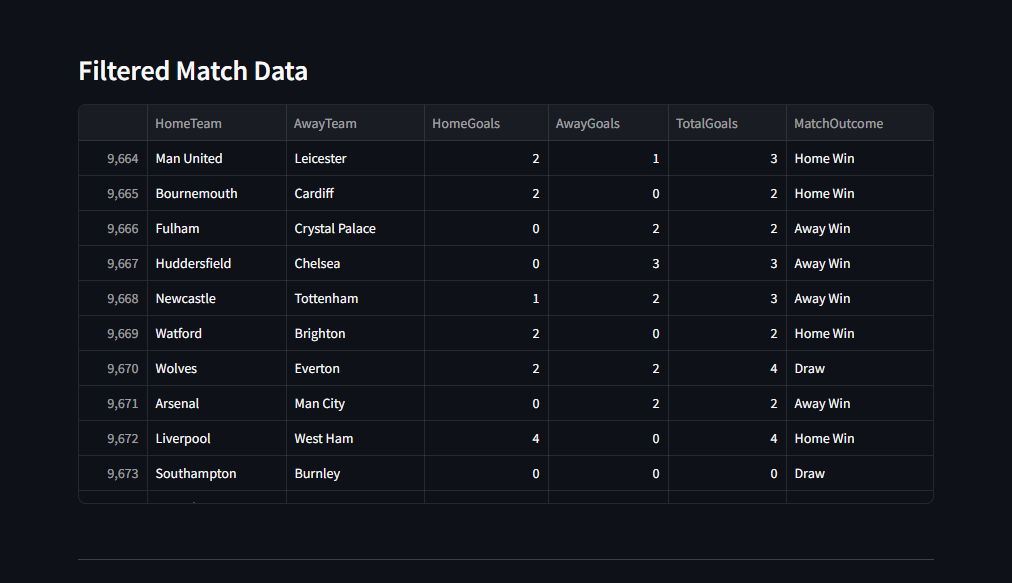 Filtered Match Data
HomeTeam AwayTeam HomeGoals AwayGoals TotalGoals MatchOutcome
9,664 Man United Leicester 2 1 3 Home Win
9,665 Bournemouth Cardiff 2 0 2 Home Win
9,666 Fulham Crystal Palace 0 2 2 Away Win
9,667 Huddersfield Chelsea 0 3 3 Away Win
9,668 Newcastle Tottenham 1 2 3 Away Win
9,669 Watford Brighton 2 0 2 Home Win
9,670 Wolves Everton 2 2 4 Draw
9,671 Arsenal Man City 0 2 2 Away Win
9,672 Liverpool West Ham 4 0 4 Home Win
9,673 Southampton Burnley 0 0 0 Draw